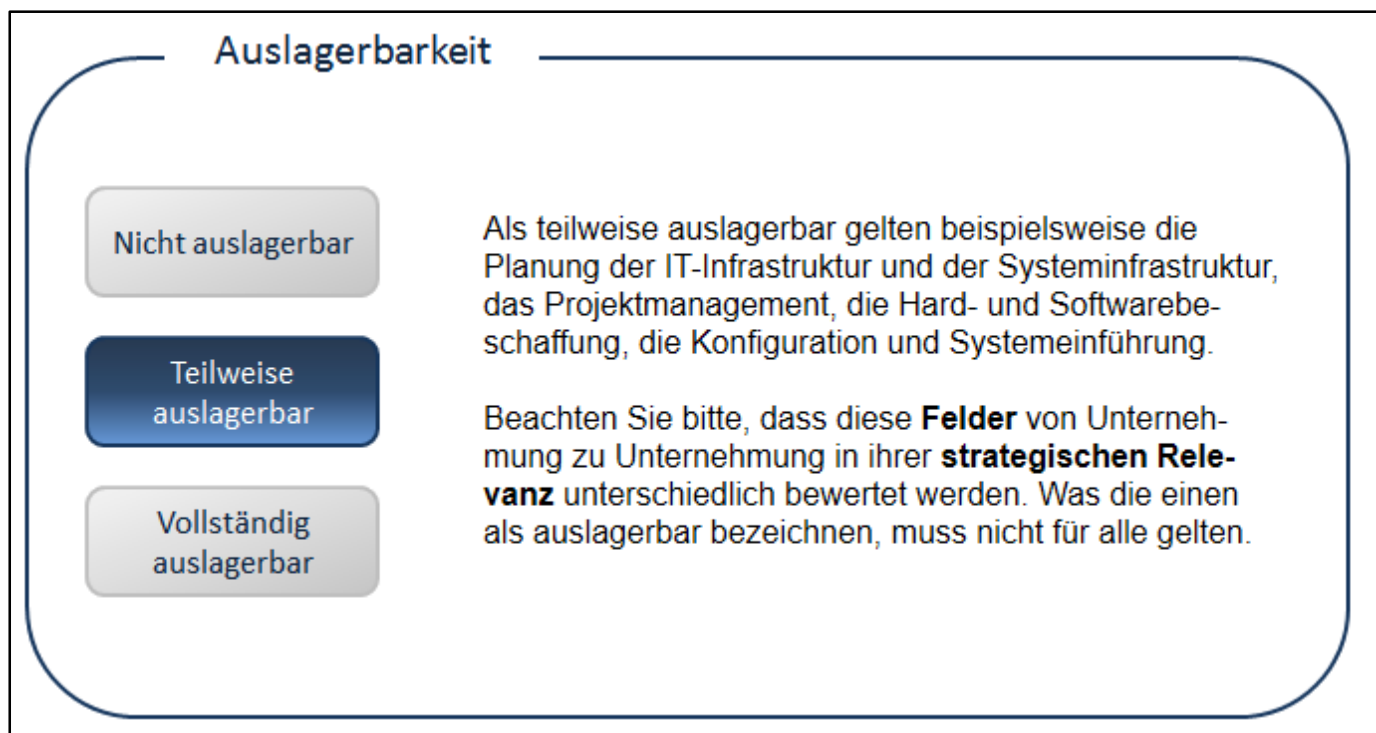 Auslagerbarkeit
Nicht auslagerbar
Teilweise
auslagerbar
Vollständig
auslagerbar
Als teilweise auslagerbar gelten beispielsweise die
Planung der IT-Infrastruktur und der Systeminfrastruktur,
das Projektmanagement, die Hard- und Softwarebe-
schaffung, die Konfiguration und Systemeinführung.
Beachten Sie bitte, dass diese Felder von Unterneh-
mung zu Unternehmung in ihrer strategischen Rele-
vanz unterschiedlich bewertet werden. Was die einen
als auslagerbar bezeichnen, muss nicht für alle gelten.